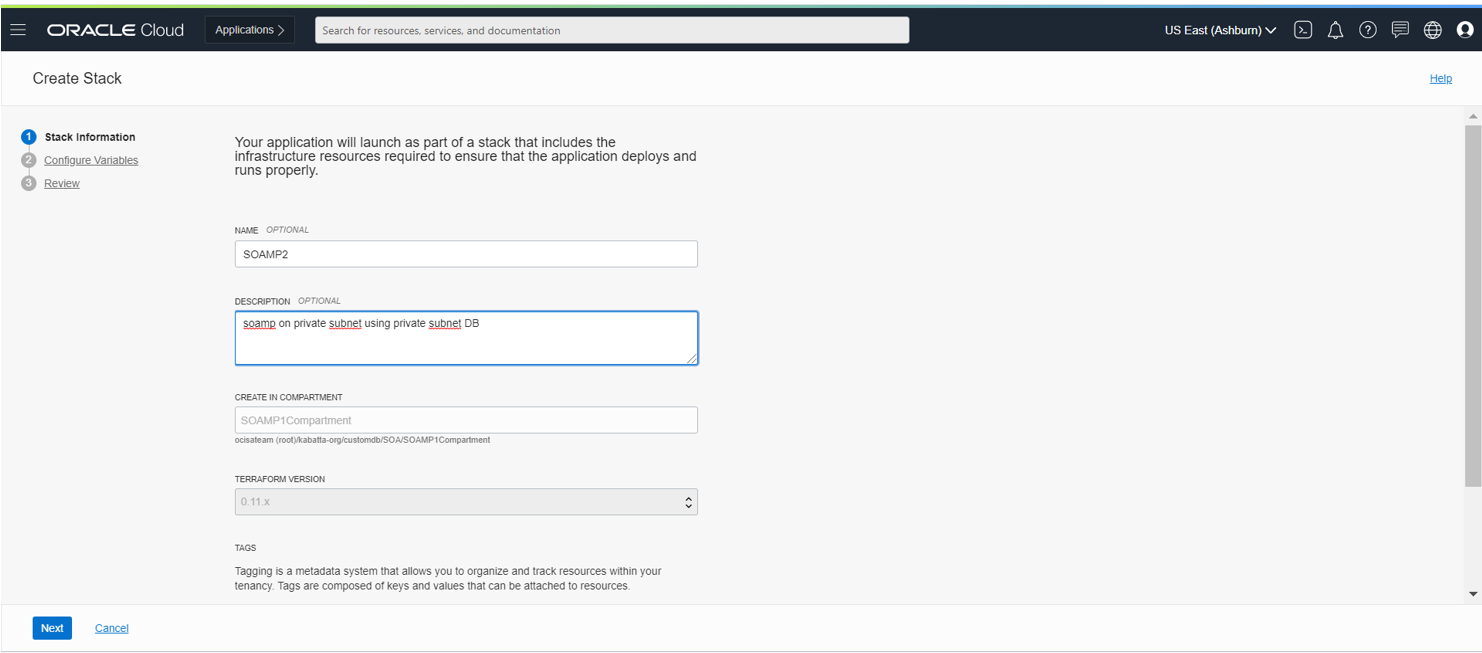 ORACLE Cloud
Applications
Search for resources, services, and documentation
US East (Ashburn)
Create Stack
Help
1 Stack Information
2 Configure Variables
3 Review
Your application will launch as part of a stack that includes the
infrastructure resources required to ensure that the application deploys and
runs properly.
NAME OPTIONAL
SOAMP2
DESCRIPTION OPTIONAL
soamp on private subnet using private subnet DB
CREATE IN COMPARTMENT
SOAMP1Compartment
ocisateam (root)/kabatta-org/customdb/SOA/SOAMP1Compartment
TERRAFORM VERSION
0.11.x
TAGS
Tagging is a metadata system that allows you to organize and track resources within your
tenancy. Tags are composed of keys and values that can be attached to resources.
Next
Cancel